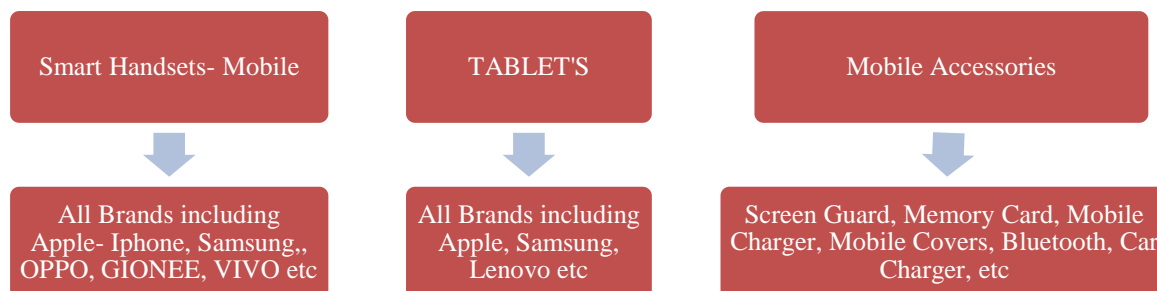 Smart Handsets- Mobile
TABLET'S
Mobile Accessories
All Brands including
Apple- Iphone, Samsung,,
OPPO, GIONEE, VIVO etc
All Brands including
Apple, Samsung,
Lenovo etc
Screen Guard, Memory Card, Mobile
Charger, Mobile Covers, Bluetooth, Car
Charger, etc